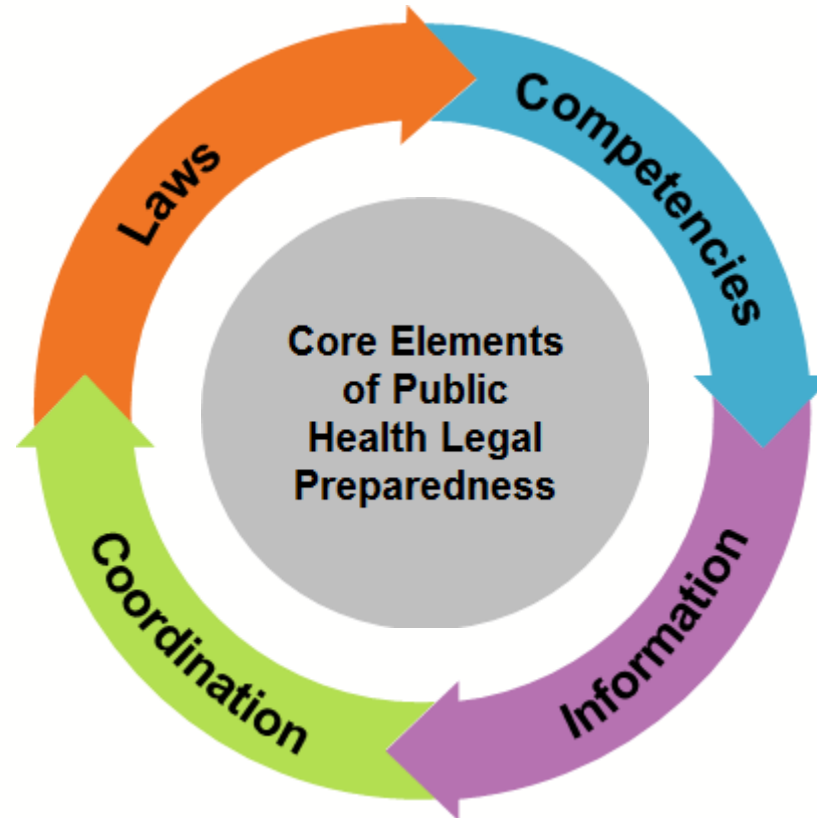 Laws
Competencies
Core Elements
of Public
Health Legal
Preparedness
Coordination
Information